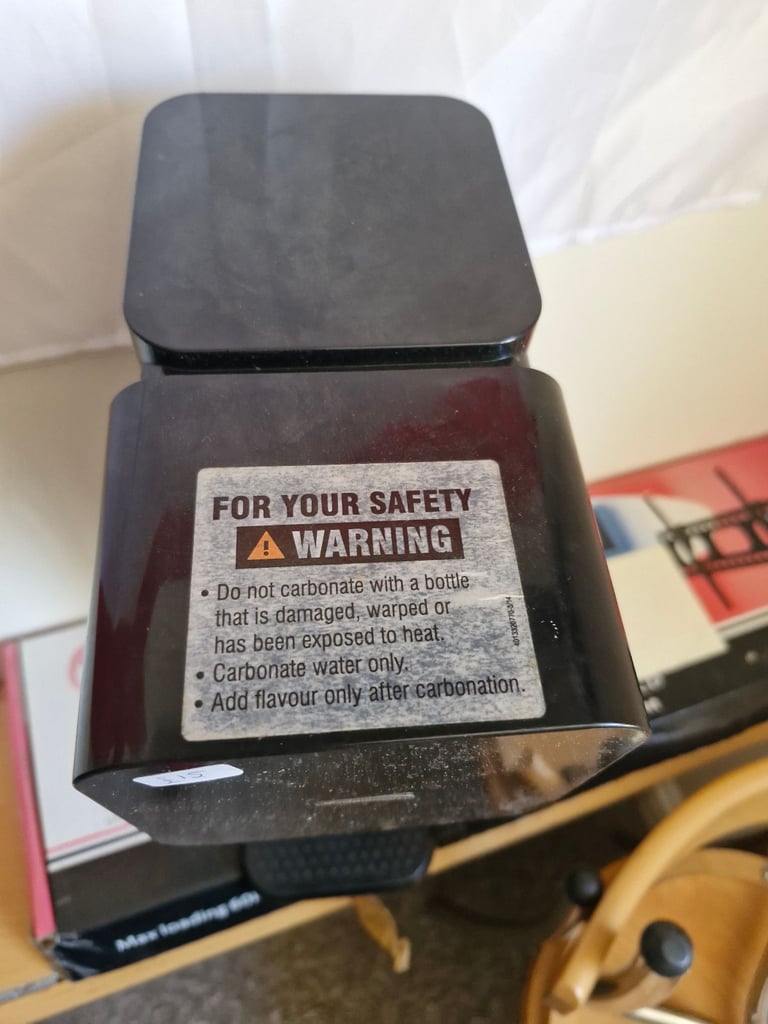 FOR YOUR SAFETY
WARNING
• Do not carbonate with a bottle
that is damaged, warped or
has been exposed to heat.
• Carbonate water only.
• Add flavour only after carbonation.
Max loading 60